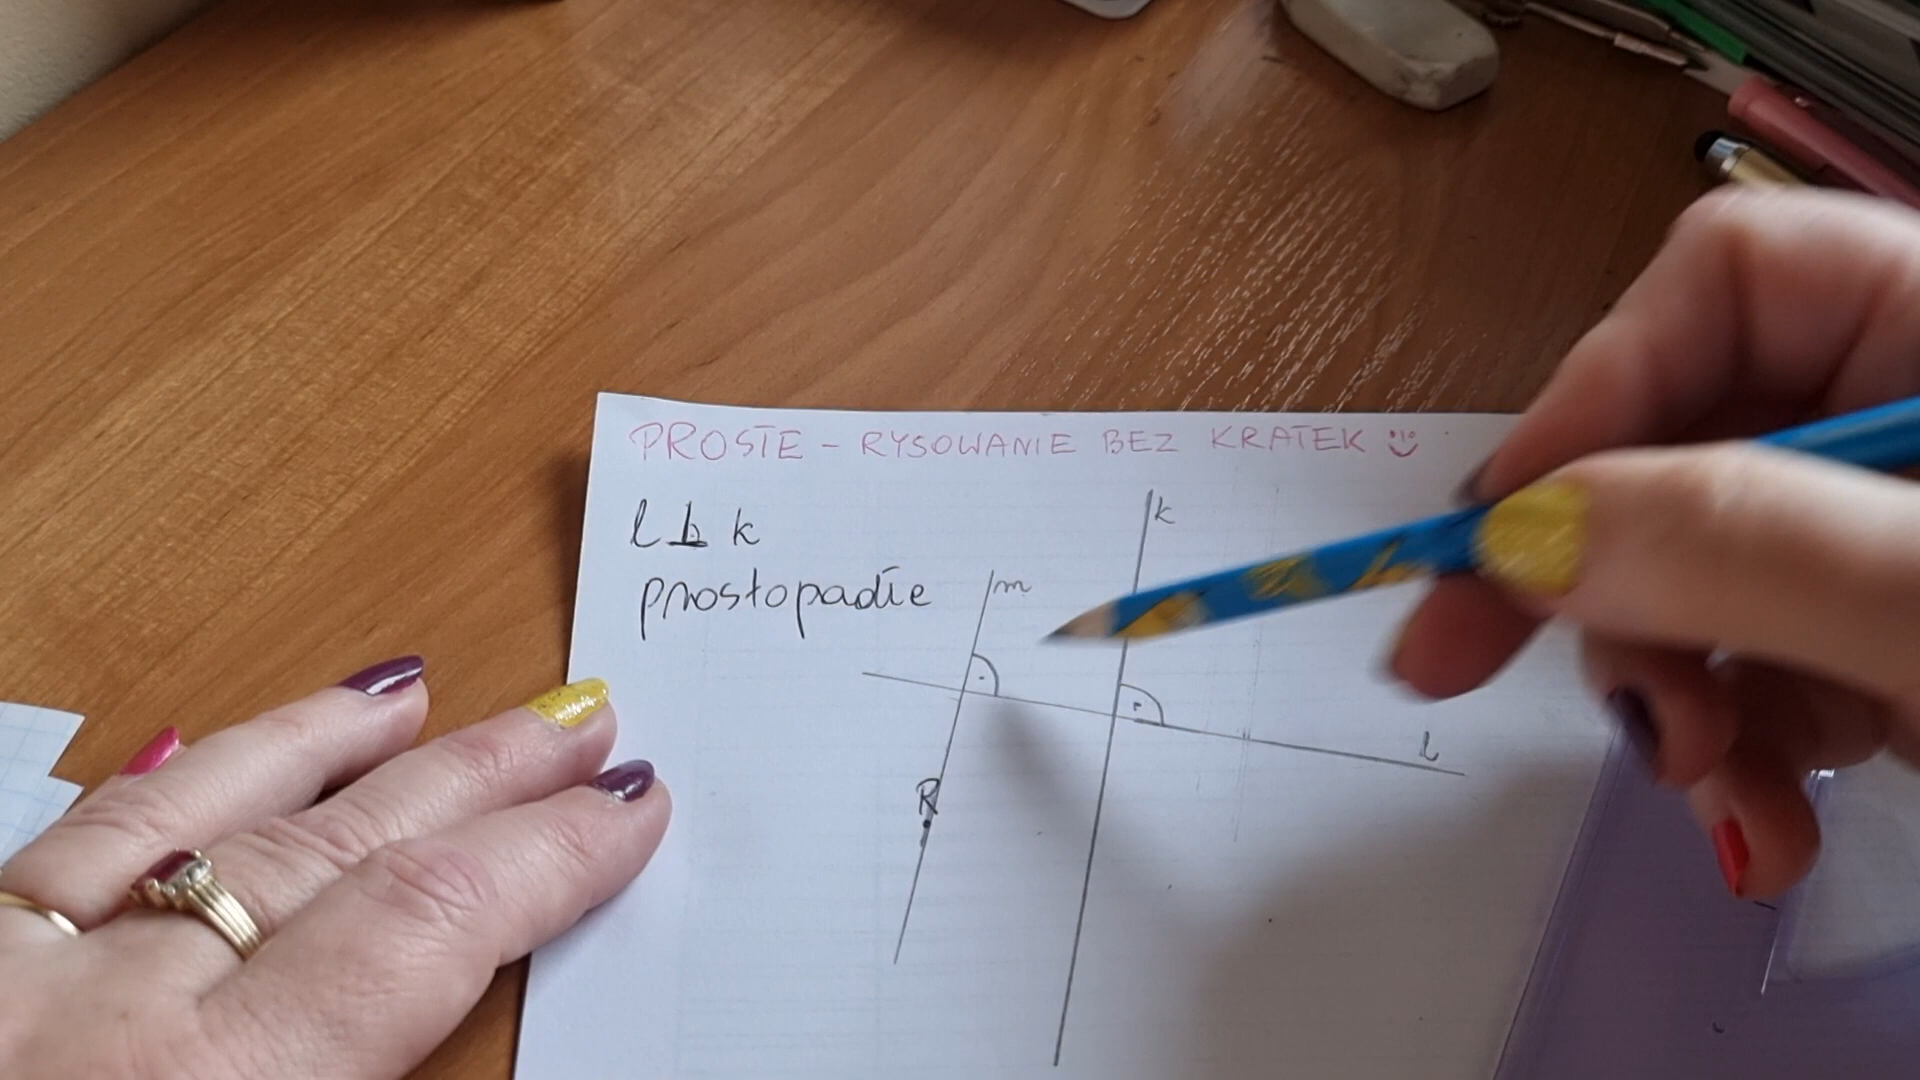 PROSTE - RYSOWANIE BEZ KRATEK
l ⊥ k
prostopadłe
k
m
l
R